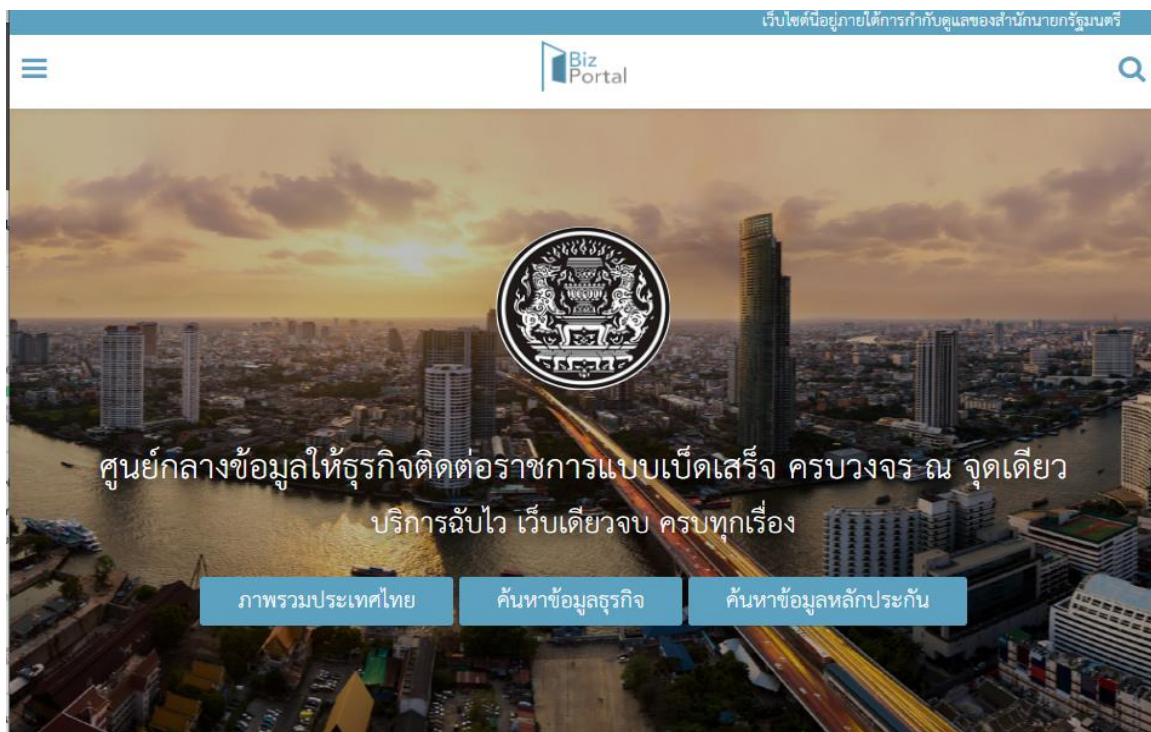 เว็บไซต์นี้อยู่ภายใต้การกำกับดูแลของสำนักนายกรัฐมนตรี
Biz
Portal
ศูนย์กลางข้อมูลให้ธุรกิจติดต่อราชการแบบเบ็ดเสร็จ ครบวงจร ณ จุดเดียว
บริการฉับไว เว็บเดียวจบ ครบทุกเรื่อง
ภาพรวมประเทศไทย ค้นหาข้อมูลธุรกิจ ค้นหาข้อมูลหลักประกัน